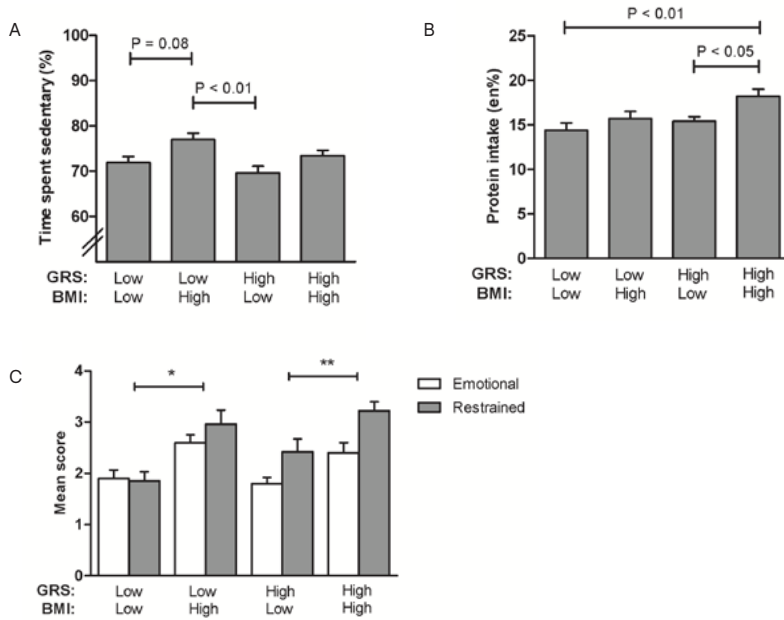 A
Time spent sedentary (%)
100
90
80
70
60
P = 0.08
P < 0.01
GRS: Low Low High High
BMI: Low High Low High
B
Protein intake (en%)
25
20
15
10
5
0
P < 0.01
P < 0.05
GRS: Low Low High High
BMI: Low High Low High
C
Mean score
4
3
2
1
0
*
**
Emotional
Restrained
GRS: Low Low High High
BMI: Low High Low High